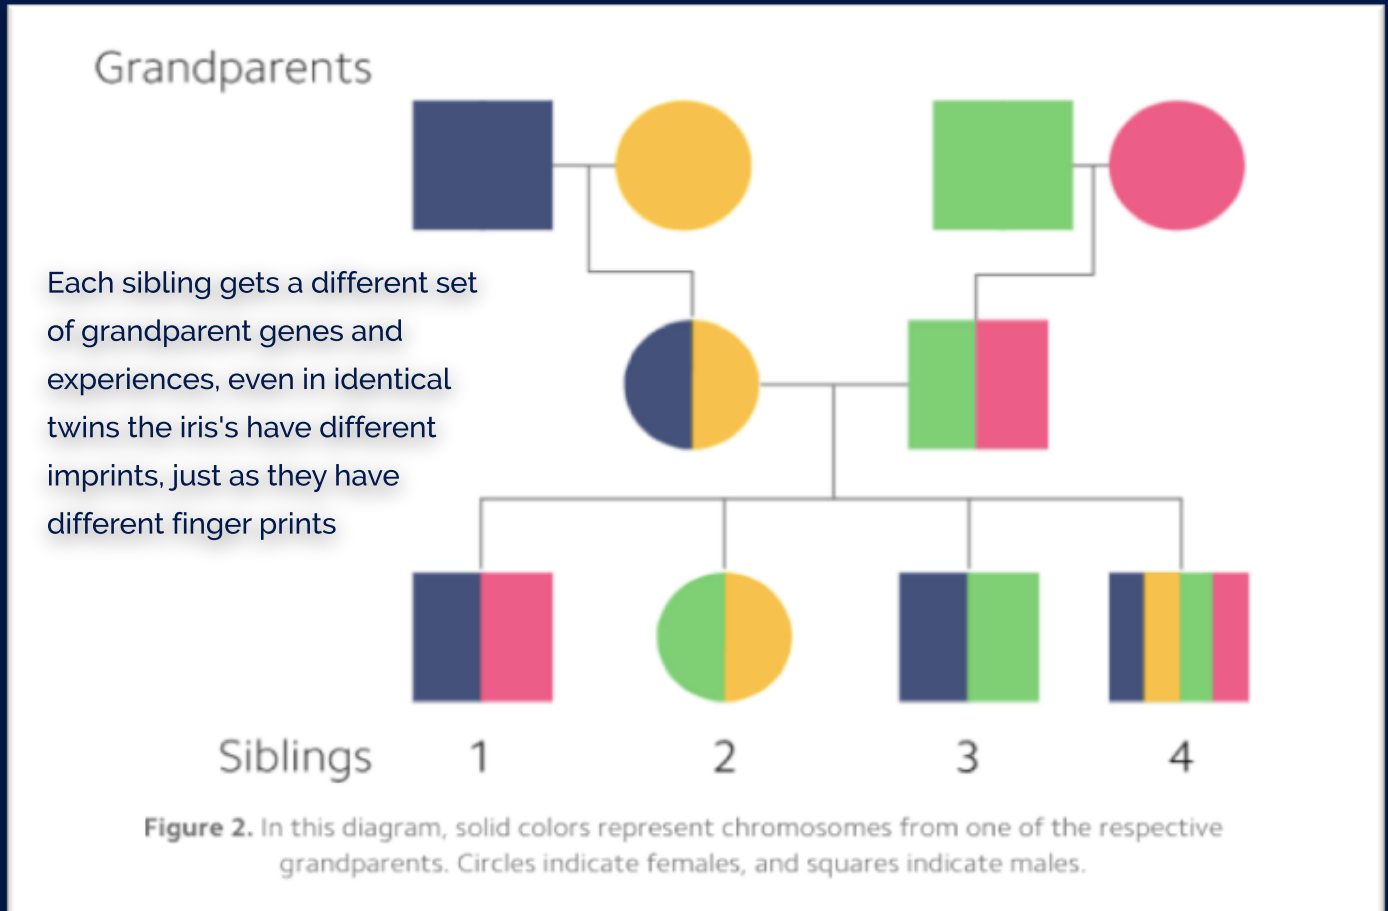 Grandparents
Each sibling gets a different set
of grandparent genes and
experiences, even in identical
twins the iris's have different
imprints, just as they have
different finger prints
Siblings 1 2 3 4
Figure 2. In this diagram, solid colors represent chromosomes from one of the respective
grandparents. Circles indicate females, and squares indicate males.